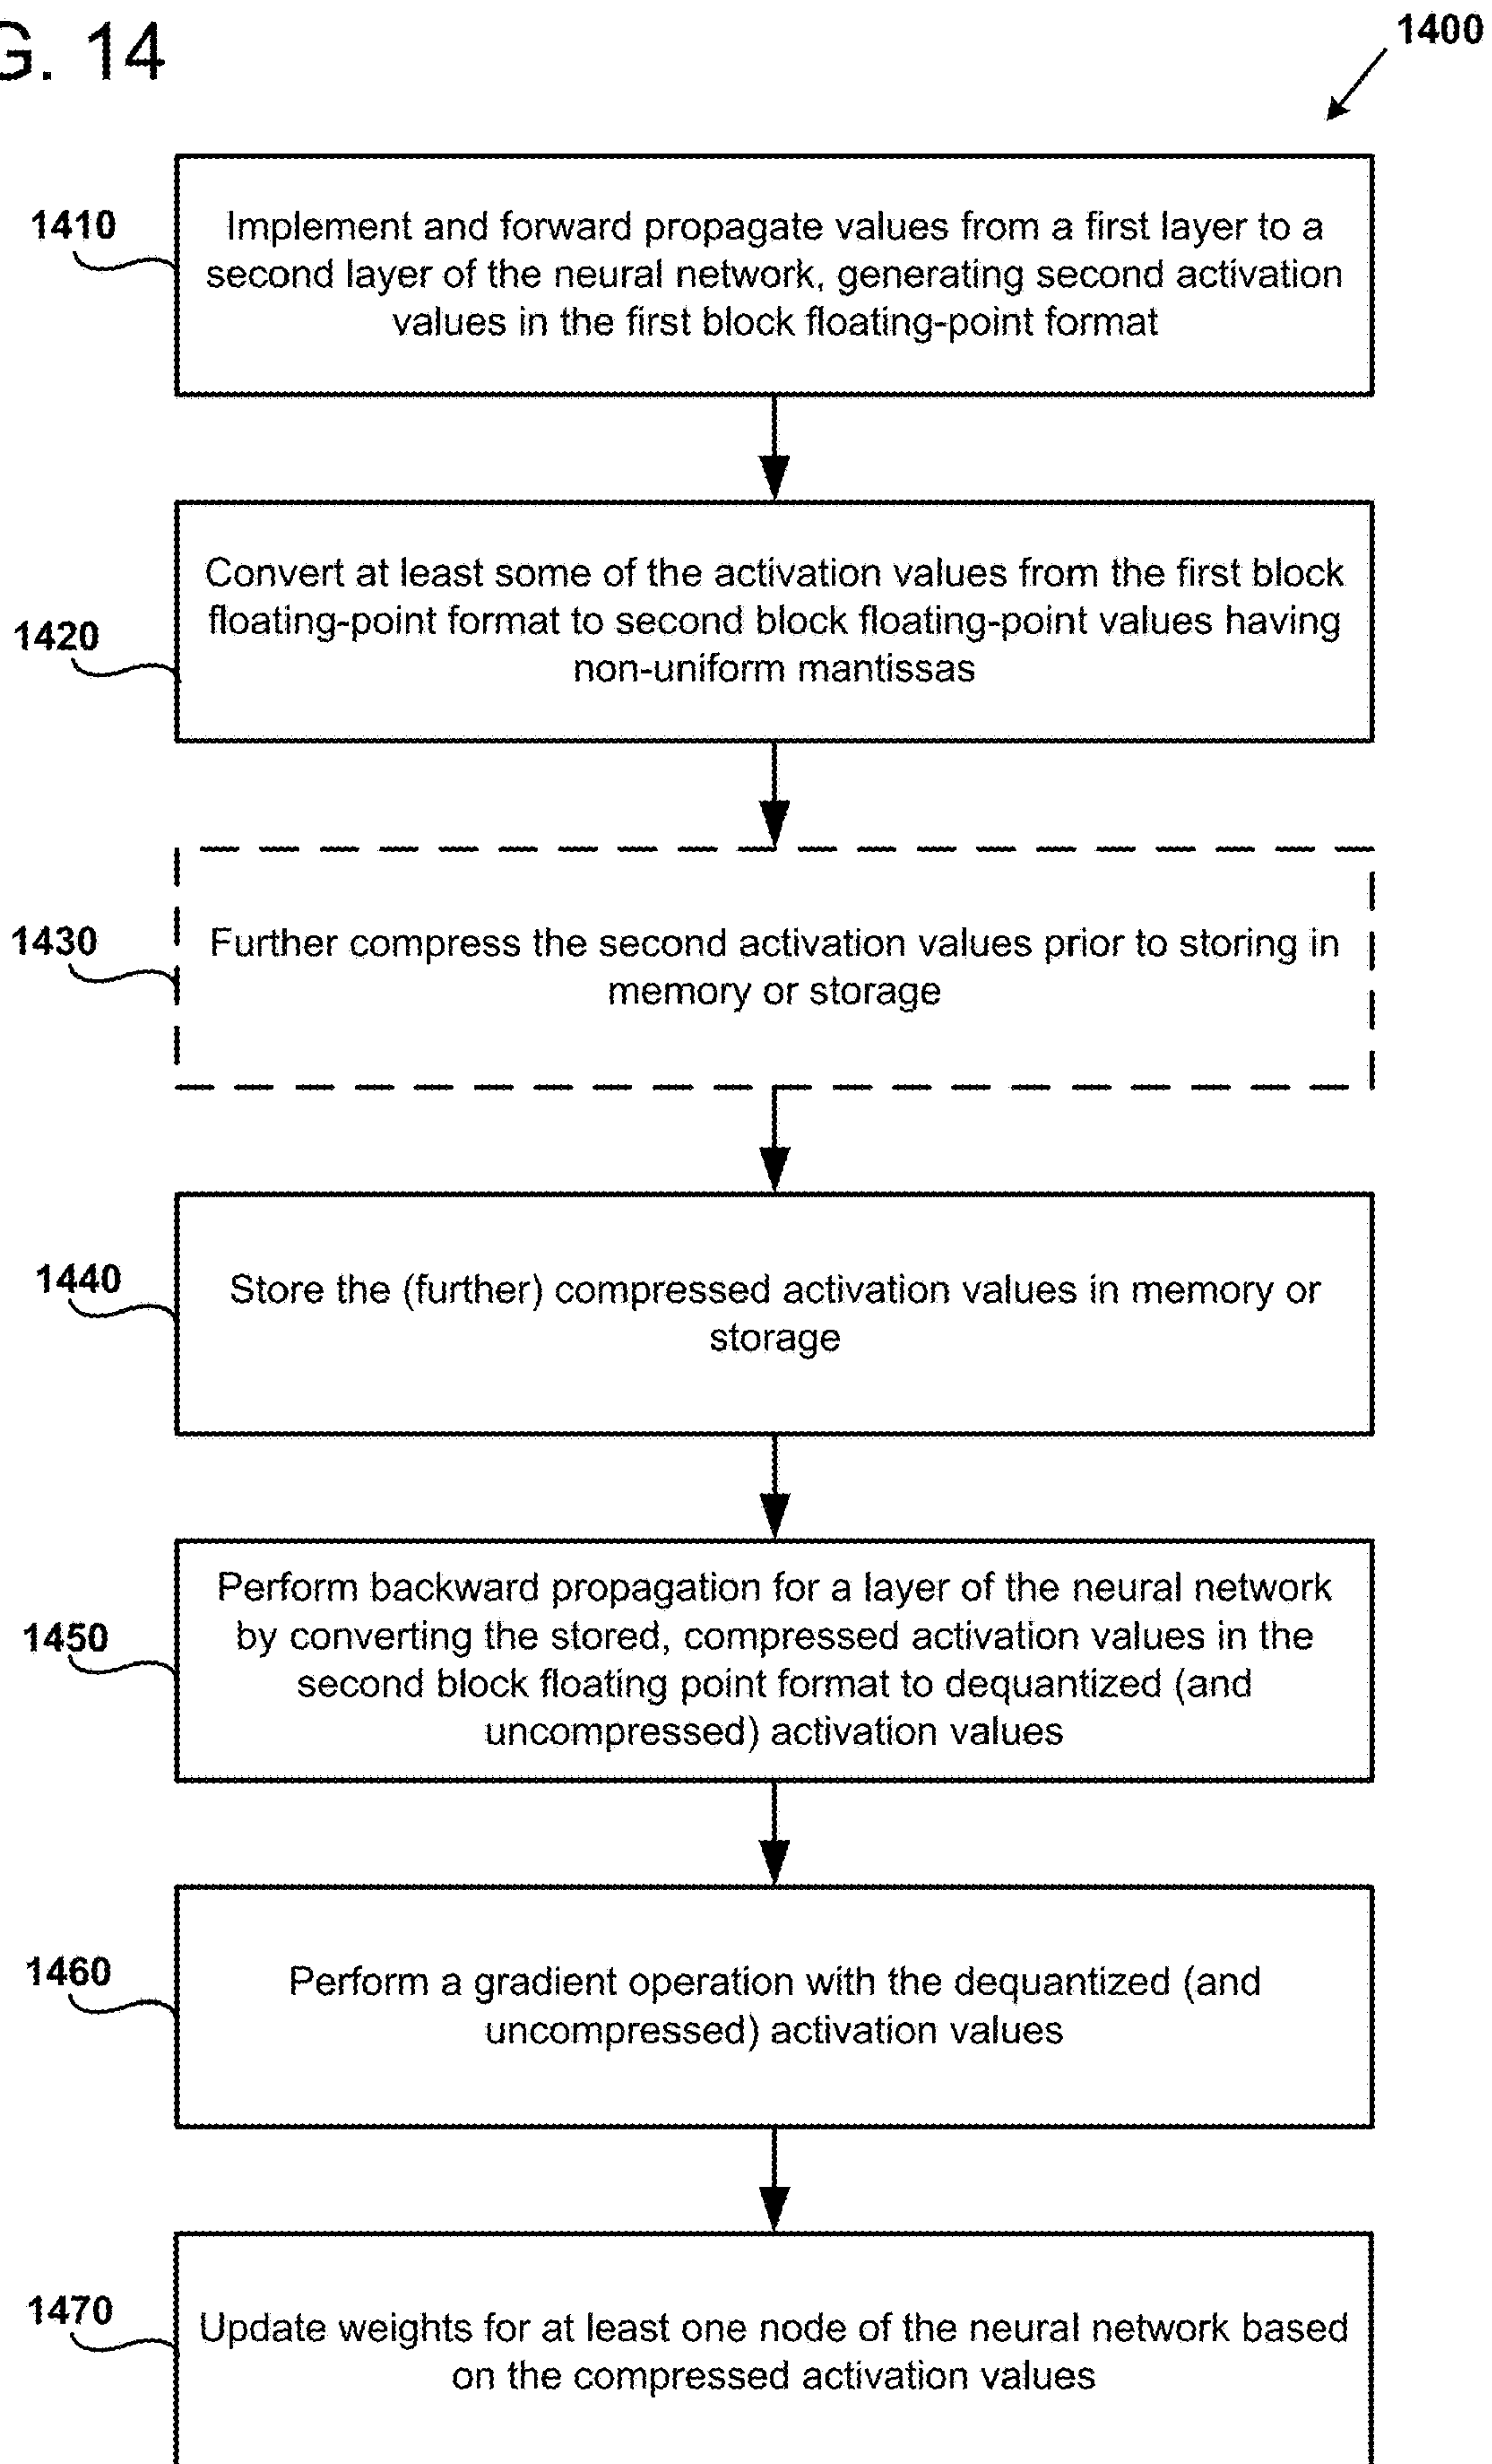 G. 14
1400
1410
Implement and forward propagate values from a first layer to a
second layer of the neural network, generating second activation
values in the first block floating-point format
1420
Convert at least some of the activation values from the first block
floating-point format to second block floating-point values having
non-uniform mantissas
1430
Further compress the second activation values prior to storing in
memory or storage
1440
Store the (further) compressed activation values in memory or
storage
1450
Perform backward propagation for a layer of the neural network
by converting the stored, compressed activation values in the
second block floating point format to dequantized (and
uncompressed) activation values
1460
Perform a gradient operation with the dequantized (and
uncompressed) activation values
1470
Update weights for at least one node of the neural network based
on the compressed activation values